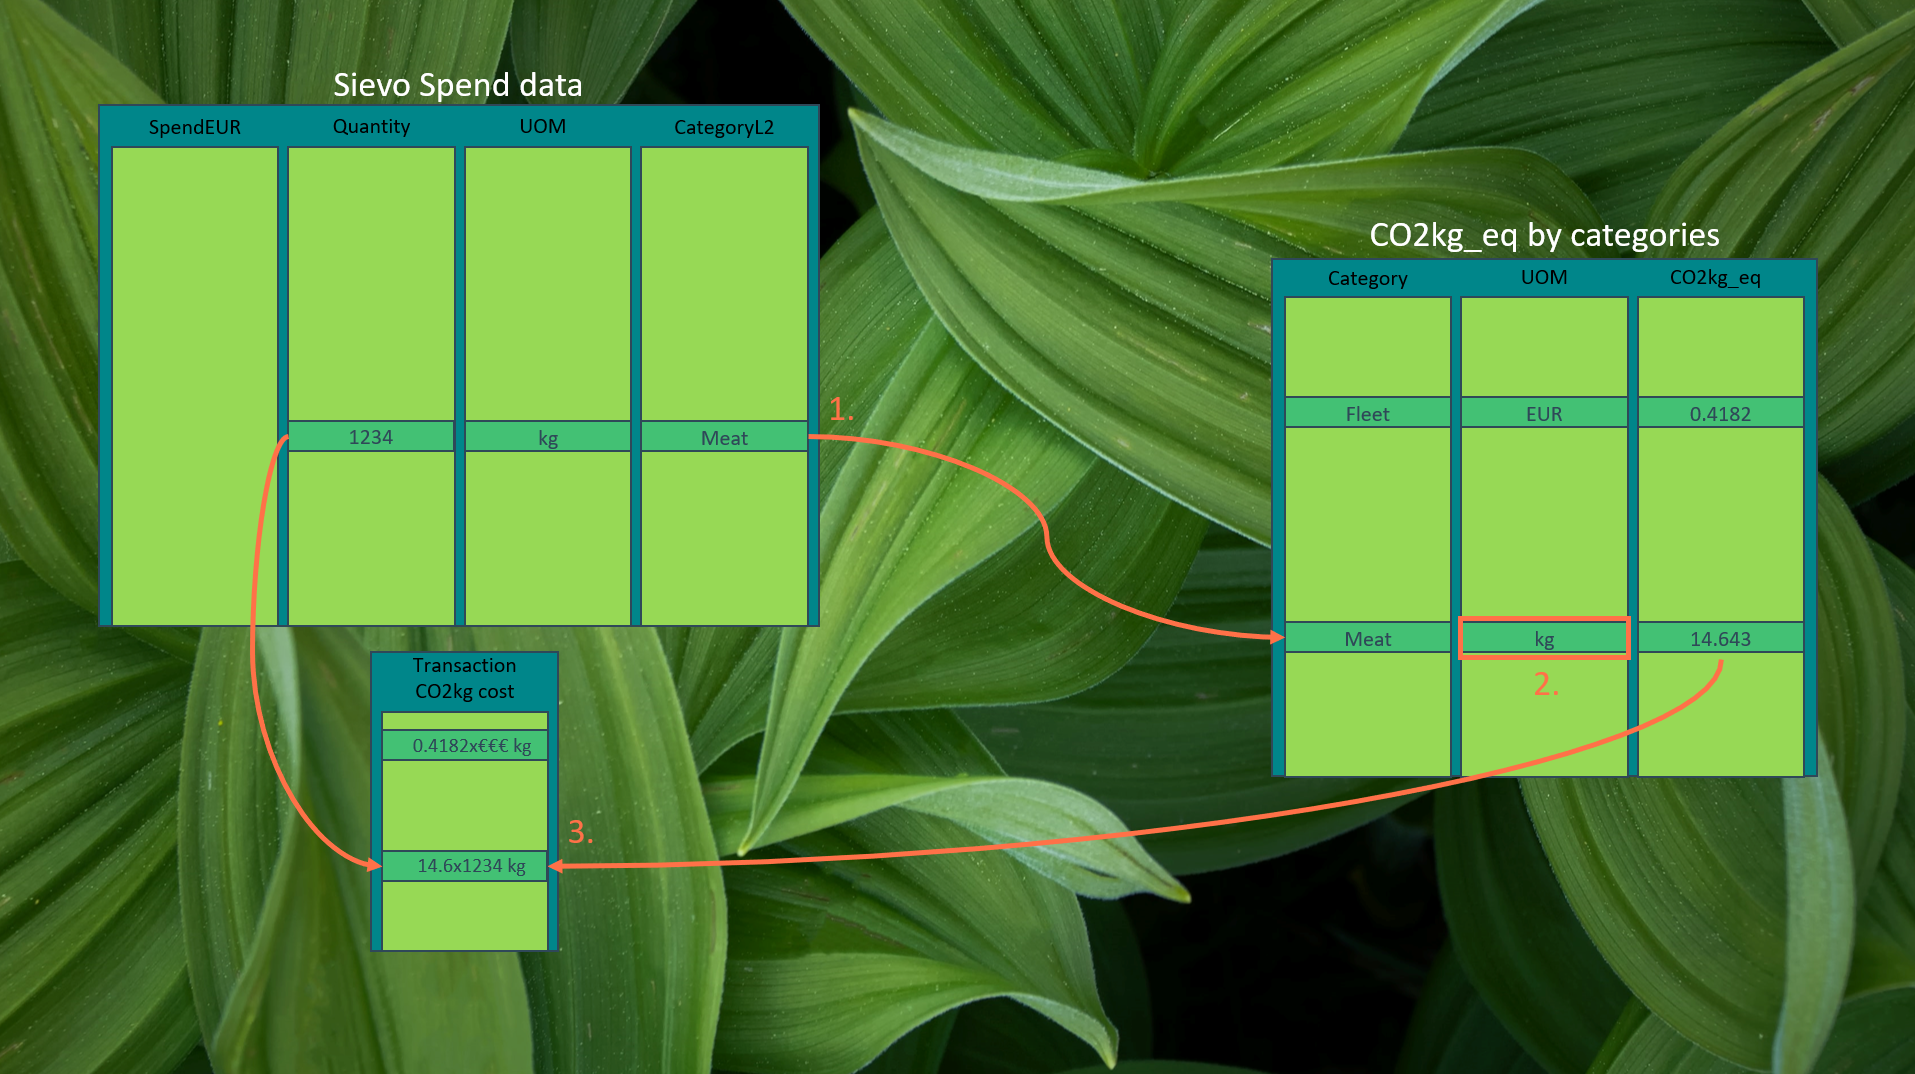 Sievo Spend data
SpendEUR Quantity UOM CategoryL2
1234 kg Meat
1.
CO2kg_eq by categories
Category UOM CO2kg_eq
Fleet EUR 0.4182
Meat kg 14.643
2.
Transaction
CO2kg cost
0.4182x€€€ kg
3.
14.6x1234 kg